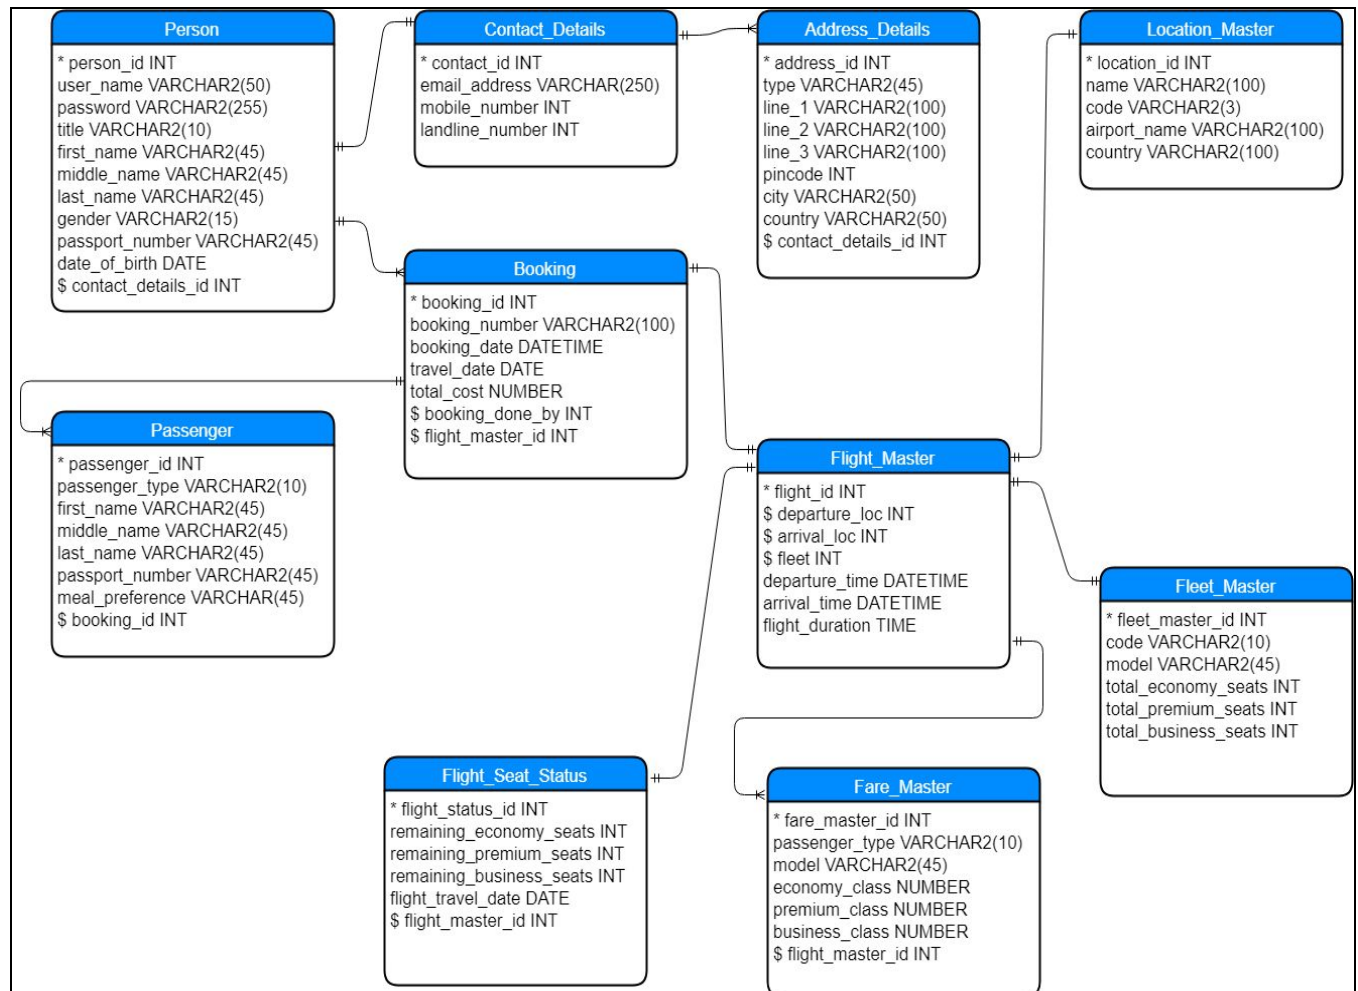 Person
* person_id INT
user_name VARCHAR2(50)
password VARCHAR2(255)
title VARCHAR2(10)
first_name VARCHAR2(45)
middle_name VARCHAR2(45)
last_name VARCHAR2(45)
gender VARCHAR2(15)
passport_number VARCHAR2(45)
date_of_birth DATE
$ contact_details_id INT
Contact_Details
* contact_id INT
email_address VARCHAR(250)
mobile_number INT
landline_number INT
Address_Details
* address_id INT
type VARCHAR2(45)
line_1 VARCHAR2(100)
line_2 VARCHAR2(100)
line_3 VARCHAR2(100)
pincode INT
city VARCHAR2(50)
country VARCHAR2(50)
$ contact_details_id INT
Location_Master
* location_id INT
name VARCHAR2(100)
code VARCHAR2(3)
airport_name VARCHAR2(100)
country VARCHAR2(100)
Booking
* booking_id INT
booking_number VARCHAR2(100)
booking_date DATETIME
travel_date DATE
total_cost NUMBER
$ booking_done_by INT
$ flight_master_id INT
Passenger
* passenger_id INT
passenger_type VARCHAR2(10)
first_name VARCHAR2(45)
middle_name VARCHAR2(45)
last_name VARCHAR2(45)
passport_number VARCHAR2(45)
meal_preference VARCHAR(45)
$ booking_id INT
Flight_Master
* flight_id INT
$ departure_loc INT
$ arrival_loc INT
$ fleet INT
departure_time DATETIME
arrival_time DATETIME
flight_duration TIME
Fleet_Master
* fleet_master_id INT
code VARCHAR2(10)
model VARCHAR2(45)
total_economy_seats INT
total_premium_seats INT
total_business_seats INT
Flight_Seat_Status
* flight_status_id INT
remaining_economy_seats INT
remaining_premium_seats INT
remaining_business_seats INT
flight_travel_date DATE
$ flight_master_id INT
Fare_Master
* fare_master_id INT
passenger_type VARCHAR2(10)
model VARCHAR2(45)
economy_class NUMBER
premium_class NUMBER
business_class NUMBER
$ flight_master_id INT